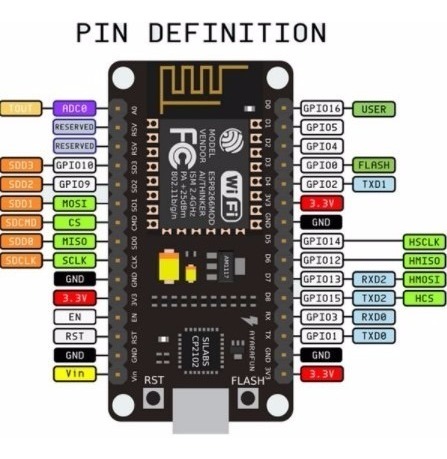 PIN DEFINITION
TOUT ADC0 A0 D0 GPIO16 USER
RESERVED RSV D1 GPIO5
RESERVED RSV D2 GPIO4
SDD3 GPIO10 SD3 D3 GPIO0 FLASH
SDD2 GPIO9 SD2 D4 GPIO2 TXD1
SDD1 MOSI SD1 3V3 3.3V
SDCMD CS CMD GND GND
SDD0 MISO SD0 D5 GPIO14 HSCLK
SDCLK SCLK CLK D6 GPIO12 HMISO
GND GND D7 GPIO13 RXD2 HMOSI
3.3V 3V3 D8 GPIO15 TXD2 HCS
EN EN RX GPIO3 RXD0
RST RST TX GPIO1 TXD0
GND GND GND GND
Vin Vin 3V3 3.3V
MODEL ESP8266MOD
VENDOR AITHINKER
ISM 2.4GHz
PA +25dBm
802.11b/g/n
FC
WiFi
AM1117
AYARAFUN
SILABS
CP2102
RST
FLASH